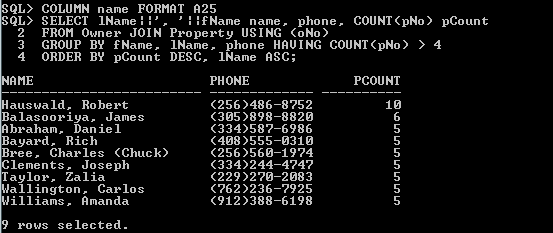 SQL> COLUMN name FORMAT A25
SQL> SELECT lName||', '||fName name, phone, COUNT(pNo) pCount
  2  FROM Owner JOIN Property USING (oNo)
  3  GROUP BY fName, lName, phone HAVING COUNT(pNo) > 4
  4  ORDER BY pCount DESC, lName ASC;
NAME                      PHONE             PCOUNT
------------------------- ------------- ----------
Hauswald, Robert          (256)486-8752         10
Balasooriya, James        (305)898-8820          6
Abraham, Daniel           (334)587-6986          5
Bayard, Rich              (408)555-0310          5
Bree, Charles (Chuck)     (256)560-1974          5
Clements, Joseph          (334)244-4747          5
Taylor, Zalia             (229)270-2083          5
Wallington, Carlos        (762)236-7925          5
Williams, Amanda          (912)388-6198          5
9 rows selected.